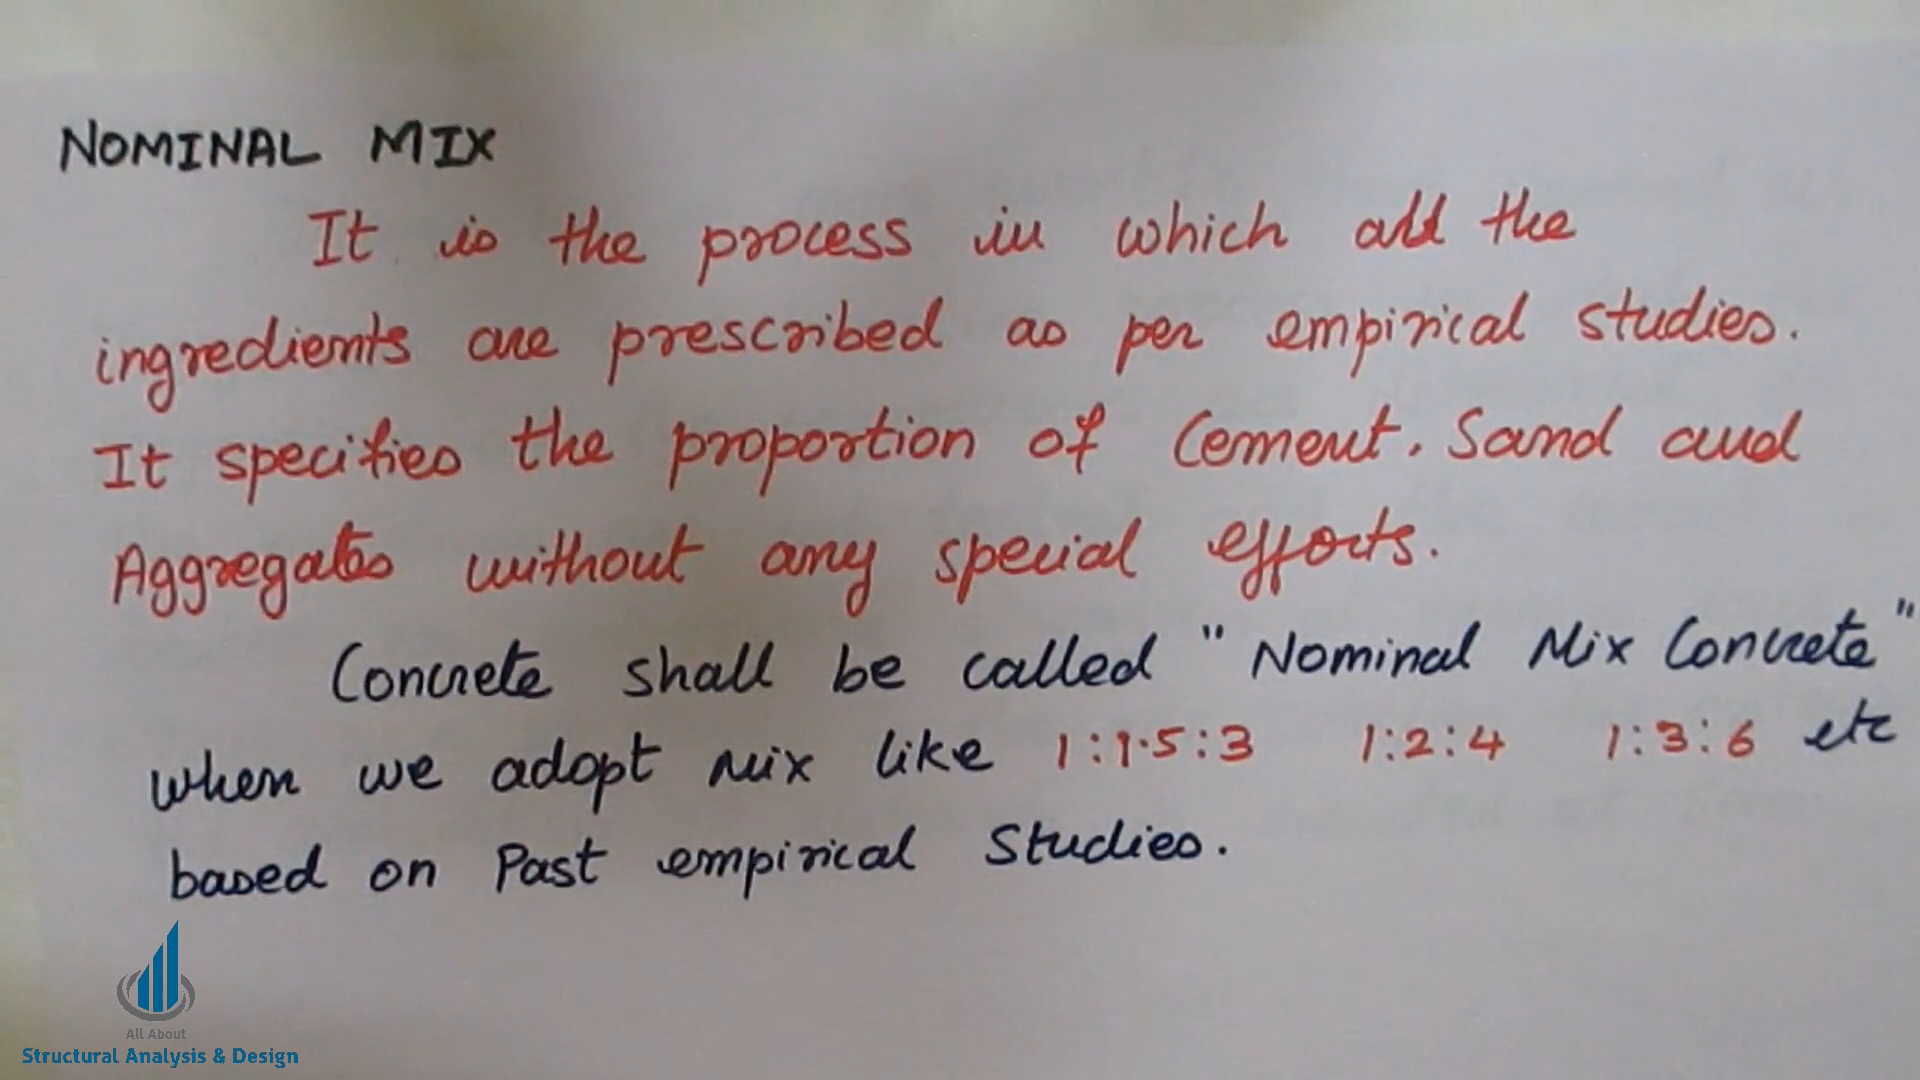 NOMINAL MIX
It is the process in which all the
ingredients are prescribed as per empirical studies.
It specifies the proportion of Cement. Sand and
Aggregates without any special efforts.
Concrete shall be called "Nominal Mix Concrete"
when we adopt mix like 1:1.5:3 1:2:4 1:3:6 etc
based on Past empirical Studies.
All About
Structural Analysis & Design